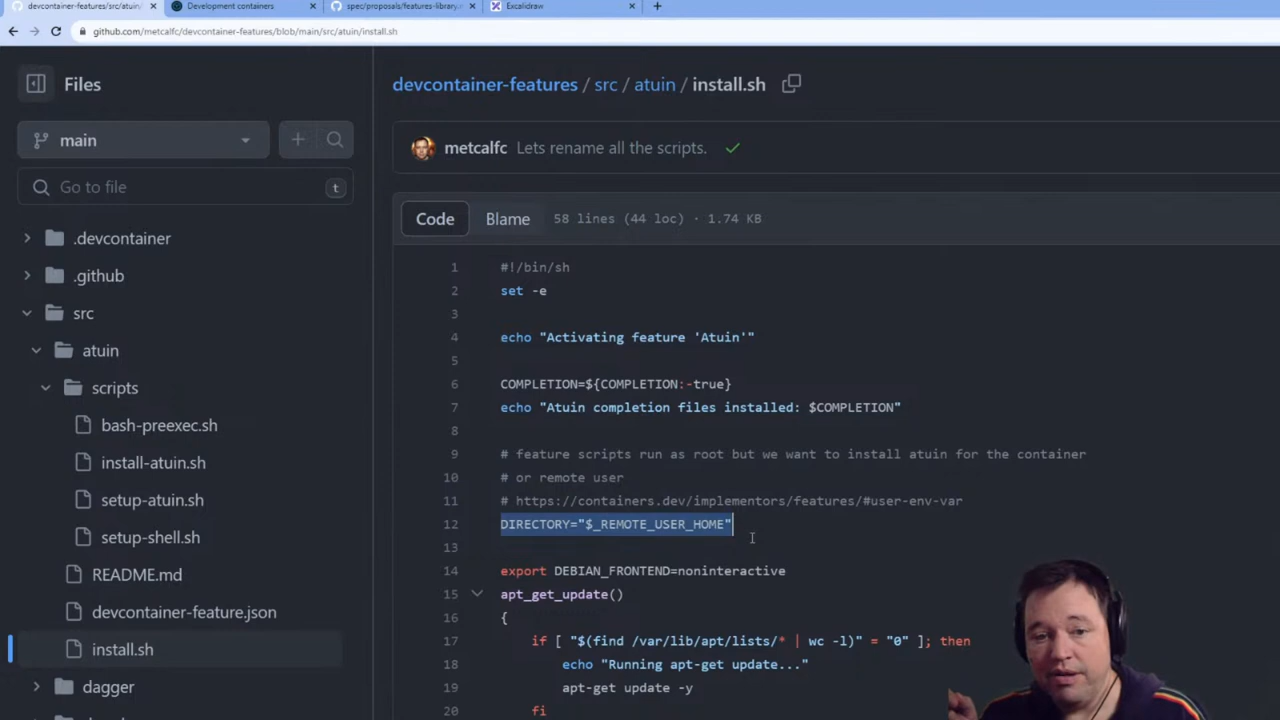 devcontainer-features/src/atuin/
Development containers
spec/proposals/features-library.m
Excalidraw
github.com/metcalfc/devcontainer-features/blob/main/src/atuin/install.sh
Files
devcontainer-features / src / atuin / install.sh
main
metcalfc Lets rename all the scripts.
Go to file t
Code Blame 58 lines (44 loc) · 1.74 KB
.devcontainer
.github
src
atuin
scripts
bash-preexec.sh
install-atuin.sh
setup-atuin.sh
setup-shell.sh
README.md
devcontainer-feature.json
install.sh
dagger
1 #!/bin/sh
2 set -e
3
4 echo "Activating feature 'Atuin'"
5
6 COMPLETION=${COMPLETION:-true}
7 echo "Atuin completion files installed: $COMPLETION"
8
9 # feature scripts run as root but we want to install atuin for the container
10 # or remote user
11 # https://containers.dev/implementors/features/#user-env-var
12 DIRECTORY="$_REMOTE_USER_HOME"
13
14 export DEBIAN_FRONTEND=noninteractive
15 apt_get_update()
16 {
17 if [ "$(find /var/lib/apt/lists/* | wc -l)" = "0" ]; then
18 echo "Running apt-get update..."
19 apt-get update -y
20 fi